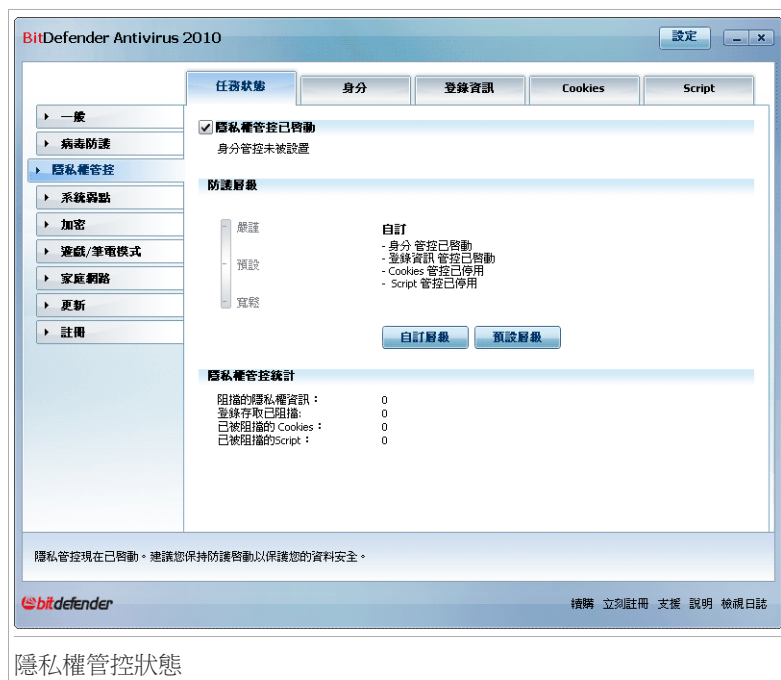 BitDefender Antivirus 2010
設定
任務狀態 身分 登錄資訊 Cookies Script
一般
病毒防護
隱私權管控
系統弱點
加密
遊戲/筆電模式
家庭網路
更新
註冊
隱私權管控已啓動
身分管控未被設置
防護層級
嚴謹
預設
寬鬆
自訂
- 身分 管控已啓動
- 登錄資訊 管控已啓動
- Cookies 管控已停用
- Script 管控已停用
自訂層級 預設層級
隱私權管控統計
阻擋的隱私權資訊： 0
登錄存取已阻擋: 0
已被阻擋的 Cookies： 0
已被阻擋的Script： 0
隱私管控現在已啓動。建議您保持防護啓動以保護您的資料安全。
bitdefender
續購 立刻註冊 支援 說明 檢視日誌
隱私權管控狀態